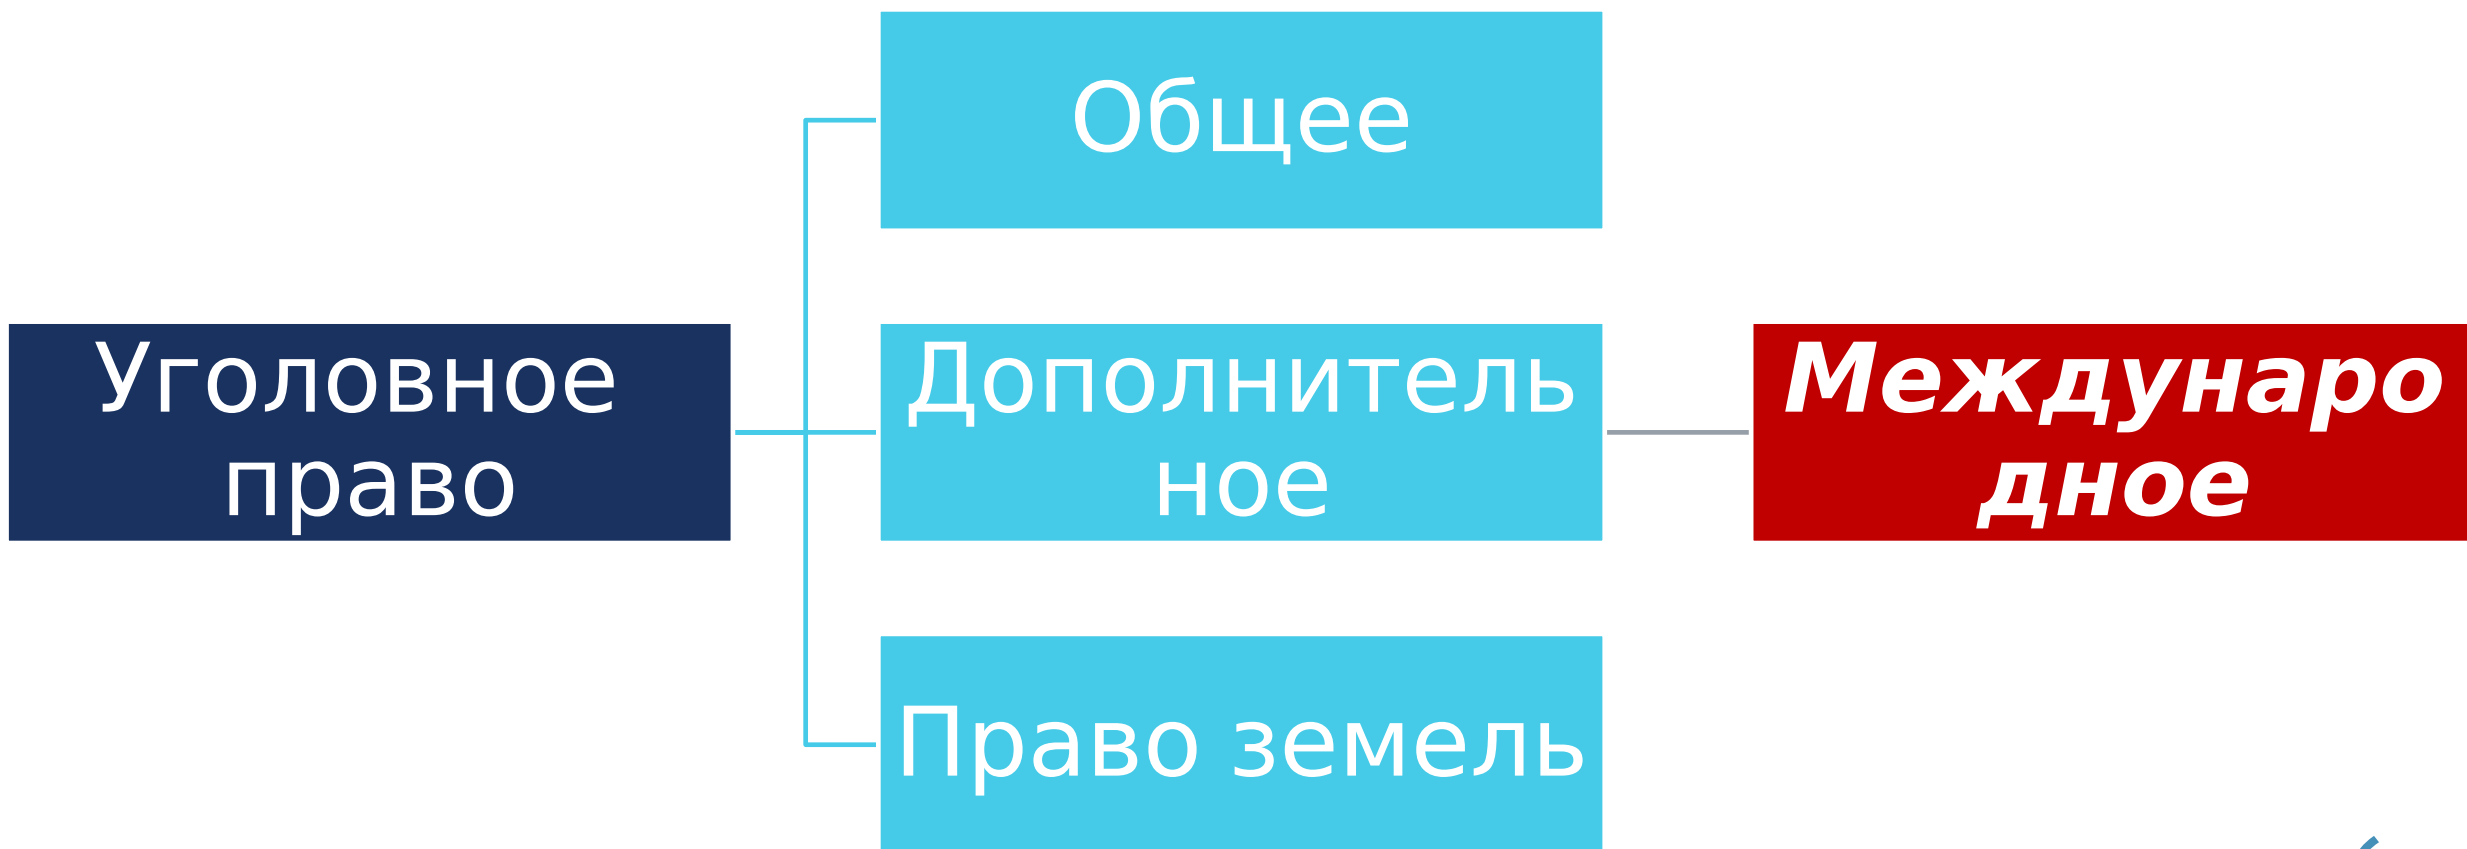 Общее
Уголовное
право
Дополнитель
ное
Междунаро
дное
Право земель